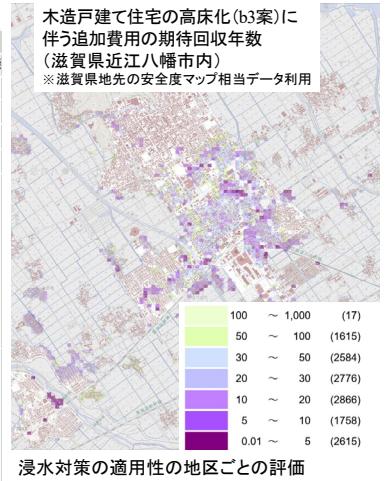 木造戸建て住宅の高床化(b3案)に
伴う追加費用の期待回収年数
(滋賀県近江八幡市内)
※滋賀県地先の安全度マップ相当データ利用
100 ～ 1,000 (17)
50 ～ 100 (1615)
30 ～ 50 (2584)
20 ～ 30 (2776)
10 ～ 20 (2866)
5 ～ 10 (1758)
0.01 ～ 5 (2615)
浸水対策の適用性の地区ごとの評価